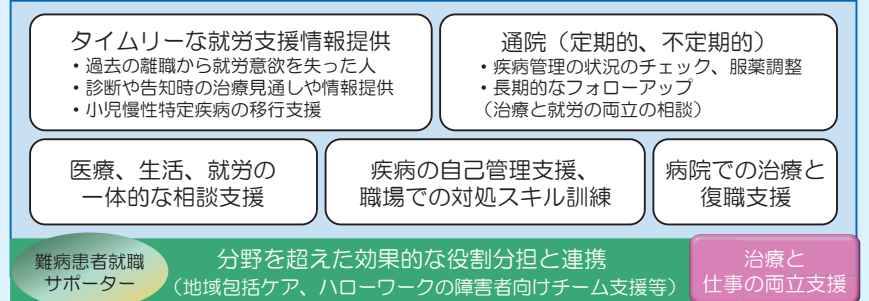 タイムリーな就労支援情報提供
・過去の離職から就労意欲を失った人
・診断や告知時の治療見通しや情報提供
・小児慢性特定疾病の移行支援
通院（定期的、不定期的）
・疾病管理の状況のチェック、服薬調整
・長期的なフォローアップ
（治療と就労の両立の相談）
医療、生活、就労の
一体的な相談支援
疾病の自己管理支援、
職場での対処スキル訓練
病院での治療と
復職支援
難病患者就職
サポーター
分野を超えた効果的な役割分担と連携
（地域包括ケア、ハローワークの障害者向けチーム支援等）
治療と
仕事の両立支援